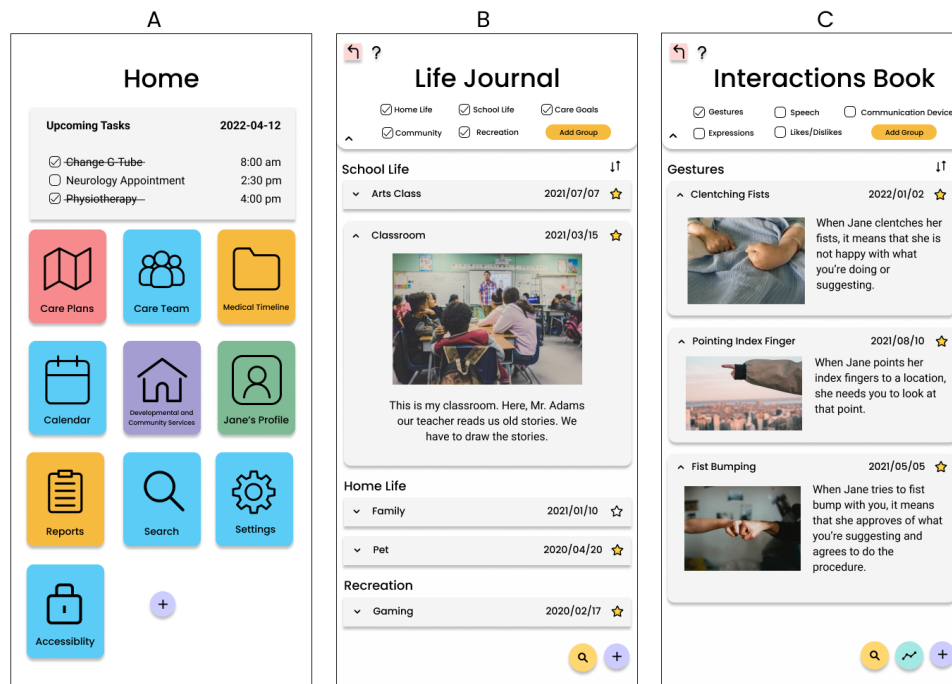 A
Home
Upcoming Tasks 2022-04-12
Change G Tube 8:00 am
Neurology Appointment 2:30 pm
Physiotherapy 4:00 pm
Care Plans Care Team Medical Timeline
Calendar Developmental and Community Services Jane's Profile
Reports Search Settings
Accessiblity
+
B
?
Life Journal
Home Life School Life Care Goals
Community Recreation Add Group
School Life
Arts Class 2021/07/07
Classroom 2021/03/15
This is my classroom. Here, Mr. Adams
our teacher reads us old stories. We
have to draw the stories.
Home Life
Family 2021/01/10
Pet 2020/04/20
Recreation
Gaming 2020/02/17
+
C
?
Interactions Book
Gestures Speech Communication Device
Expressions Likes/Dislikes Add Group
Gestures
Clentching Fists 2022/01/02
When Jane clentches her
fists, it means that she is
not happy with what
you're doing or
suggesting.
Pointing Index Finger 2021/08/10
When Jane points her
index fingers to a location,
she needs you to look at
that point.
Fist Bumping 2021/05/05
When Jane tries to fist
bump with you, it means
that she approves of what
you're suggesting and
agrees to do the
procedure.
+